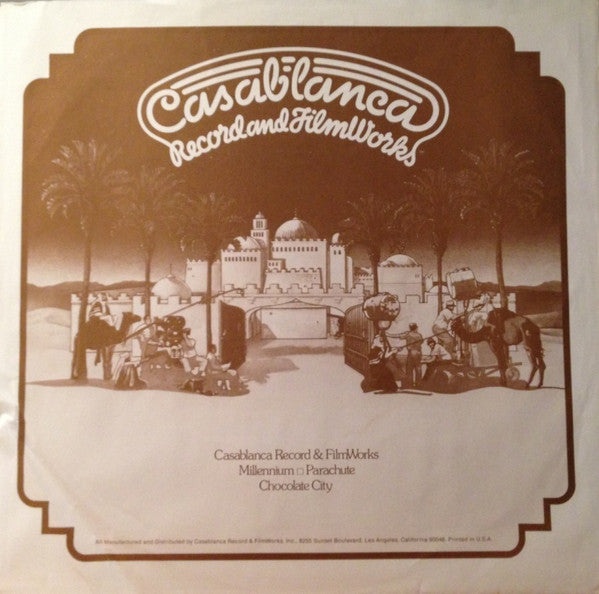 Casablanca
Record and FilmWorks
Casablanca Record & FilmWorks
Millennium □ Parachute
Chocolate City
All Manufactured and Distributed by Casablanca Record & FilmWorks, Inc., 8255 Sunset Boulevard, Los Angeles, California 90046. Printed in U.S.A.